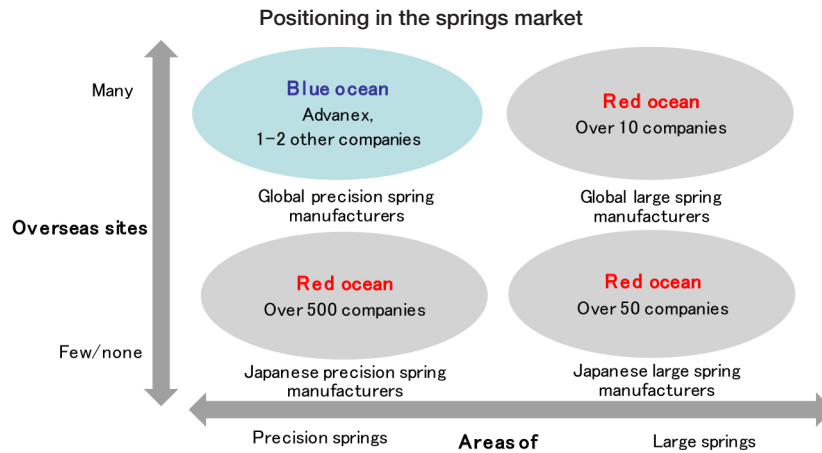 Positioning in the springs market
Many
Blue ocean
Advanex,
1-2 other companies
Red ocean
Over 10 companies
Global precision spring
manufacturers
Global large spring
manufacturers
Overseas sites
Red ocean
Over 500 companies
Red ocean
Over 50 companies
Few/none
Japanese precision spring
manufacturers
Japanese large spring
manufacturers
Precision springs
Areas of
Large springs